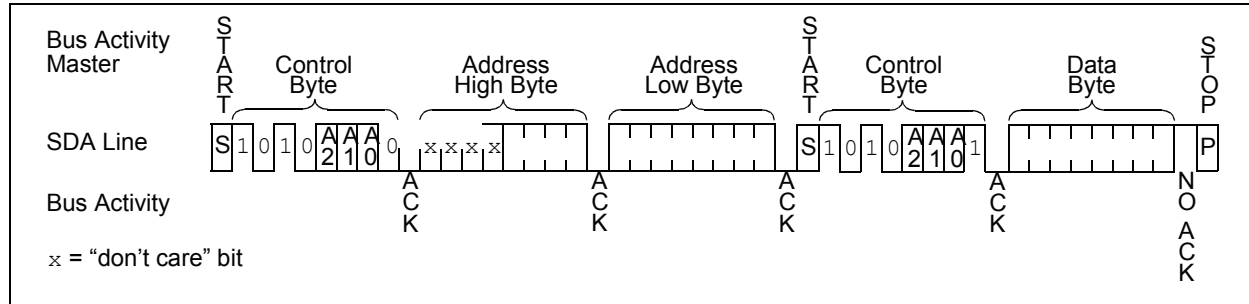 Bus Activity
Master
START
Control
Byte
Address
High Byte
Address
Low Byte
START
Control
Byte
Data
Byte
STOP
SDA Line
S 1 0 1 0 A2 A1 A0 0 x x x x S 1 0 1 0 A2 A1 A0 1 P
Bus Activity
ACK
ACK
ACK
ACK
NO ACK
x = “don’t care” bit